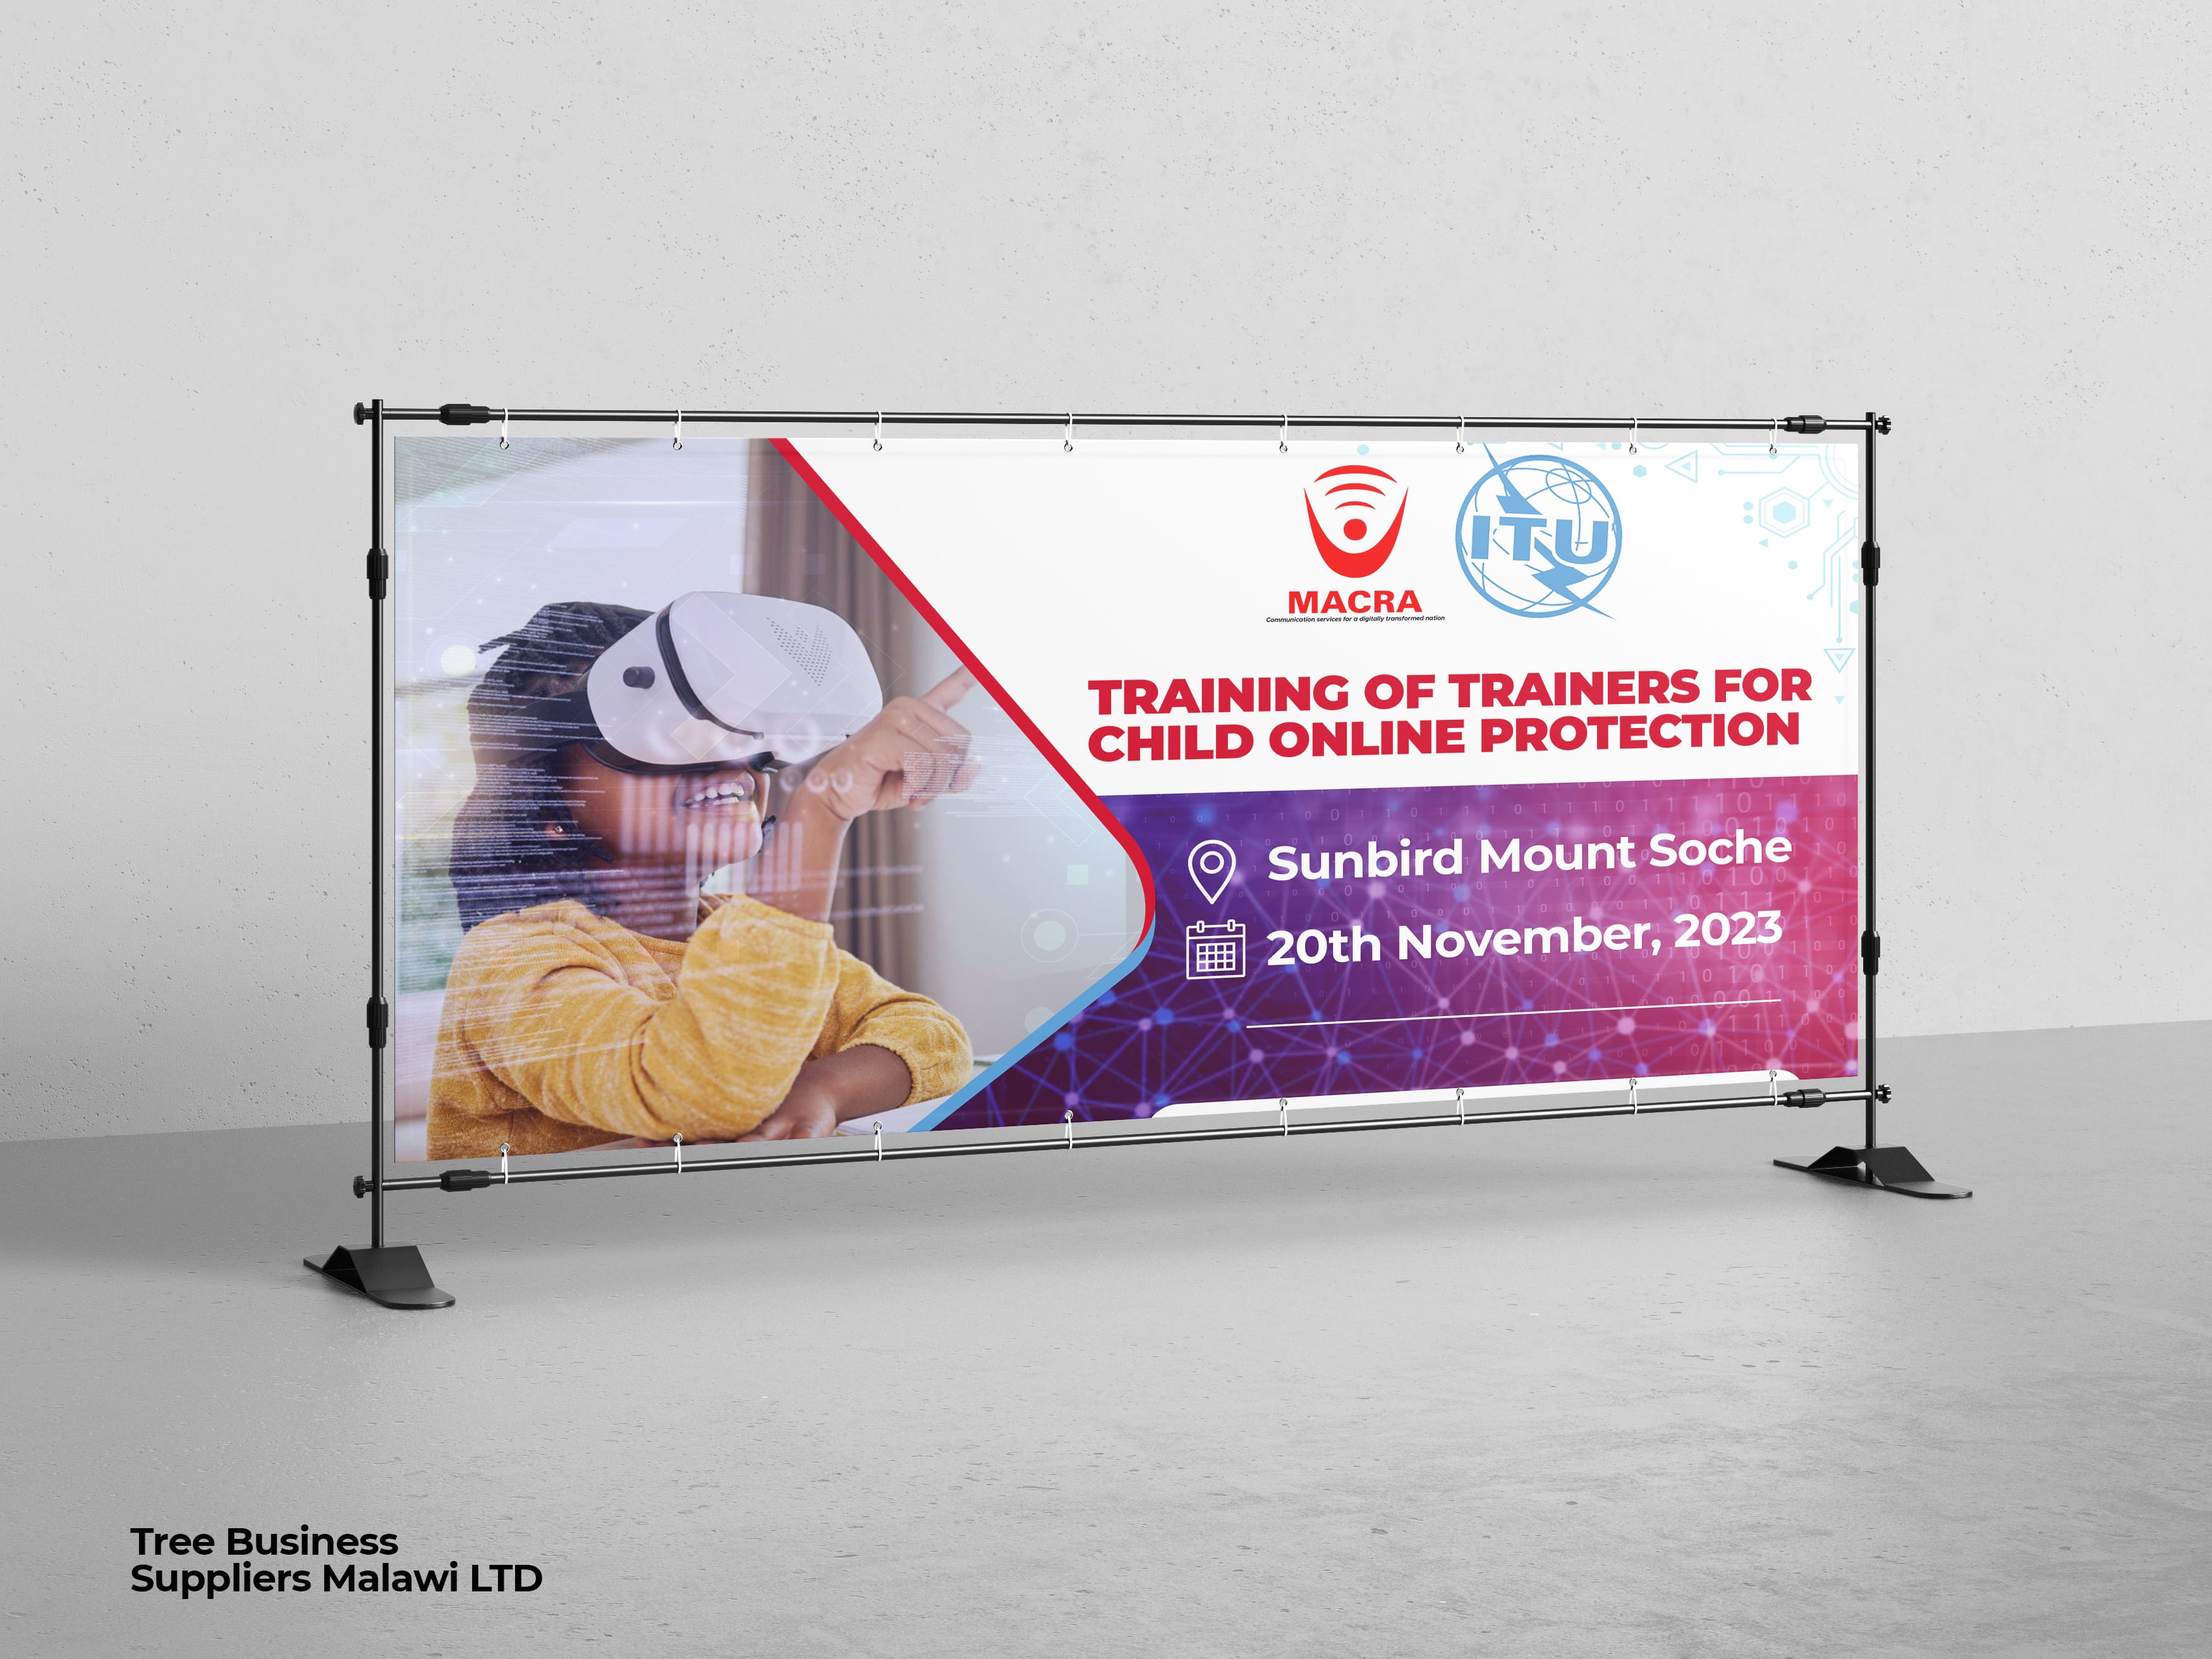 MACRA
Communication services for a digitally transformed nation
ITU
TRAINING OF TRAINERS FOR
CHILD ONLINE PROTECTION
Sunbird Mount Soche
20th November, 2023
Tree Business
Suppliers Malawi LTD